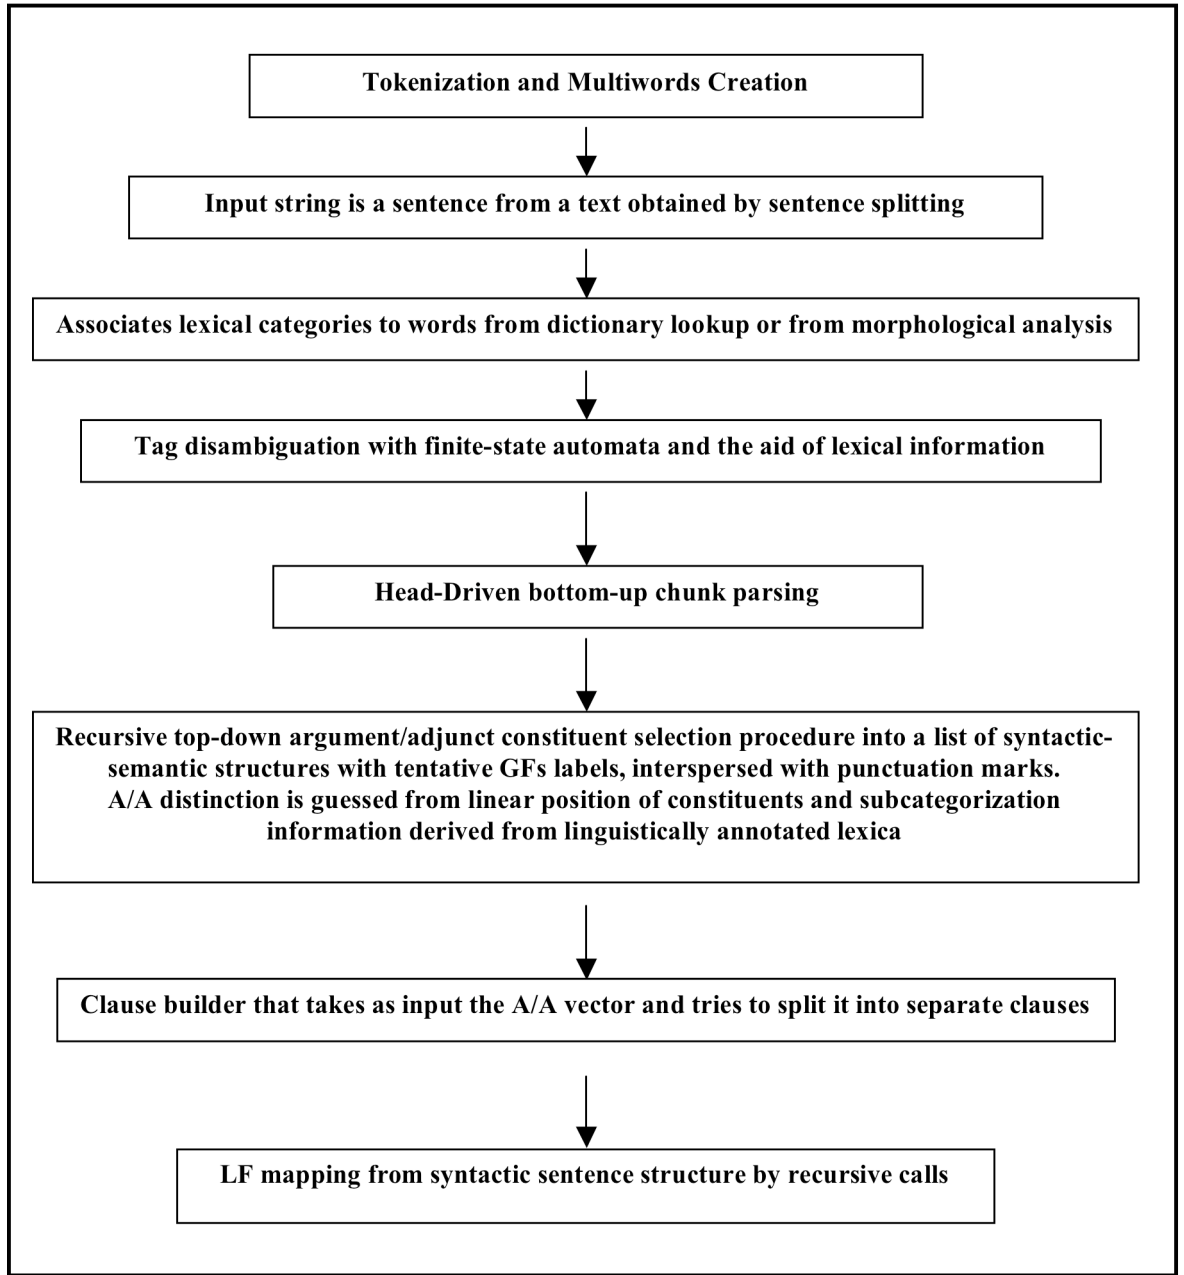 Tokenization and Multiwords Creation
Input string is a sentence from a text obtained by sentence splitting
Associates lexical categories to words from dictionary lookup or from morphological analysis
Tag disambiguation with finite-state automata and the aid of lexical information
Head-Driven bottom-up chunk parsing
Recursive top-down argument/adjunct constituent selection procedure into a list of syntactic-
semantic structures with tentative GFs labels, interspersed with punctuation marks.
A/A distinction is guessed from linear position of constituents and subcategorization
information derived from linguistically annotated lexica
Clause builder that takes as input the A/A vector and tries to split it into separate clauses
LF mapping from syntactic sentence structure by recursive calls